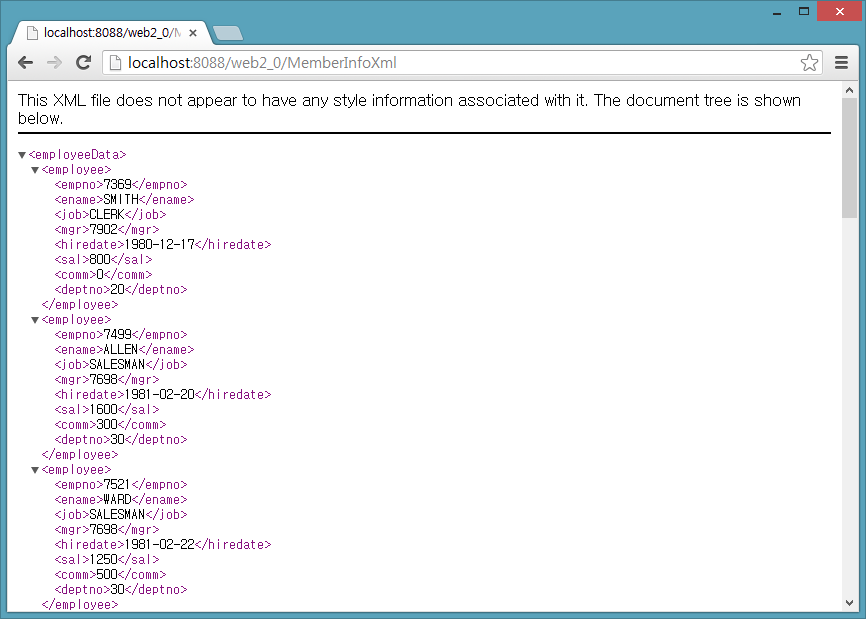 localhost:8088/web2_0/M
localhost:8088/web2_0/MemberInfoXml
This XML file does not appear to have any style information associated with it. The document tree is shown
below.
<employeeData>
<employee>
<empno>7369</empno>
<ename>SMITH</ename>
<job>CLERK</job>
<mgr>7902</mgr>
<hiredate>1980-12-17</hiredate>
<sal>800</sal>
<comm>0</comm>
<deptno>20</deptno>
</employee>
<employee>
<empno>7499</empno>
<ename>ALLEN</ename>
<job>SALESMAN</job>
<mgr>7698</mgr>
<hiredate>1981-02-20</hiredate>
<sal>1600</sal>
<comm>300</comm>
<deptno>30</deptno>
</employee>
<employee>
<empno>7521</empno>
<ename>WARD</ename>
<job>SALESMAN</job>
<mgr>7698</mgr>
<hiredate>1981-02-22</hiredate>
<sal>1250</sal>
<comm>500</comm>
<deptno>30</deptno>
</employee>